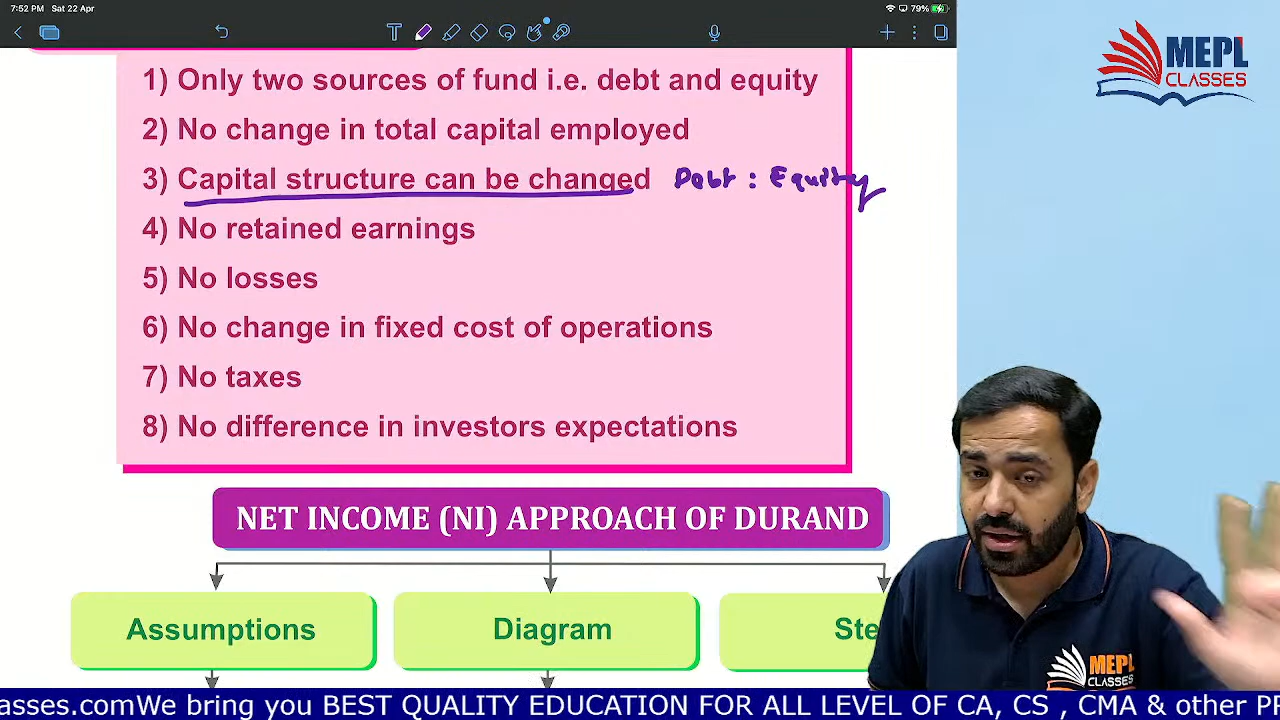 7:52 PM Sat 22 Apr
79%
MEPL
CLASSES
1) Only two sources of fund i.e. debt and equity
2) No change in total capital employed
3) Capital structure can be changed Debt : Equity
4) No retained earnings
5) No losses
6) No change in fixed cost of operations
7) No taxes
8) No difference in investors expectations
NET INCOME (NI) APPROACH OF DURAND
Assumptions
Diagram
Ste
MEPL
CLASSES
asses.comWe bring you BEST QUALITY EDUCATION FOR ALL LEVEL OF CA, CS , CMA & other PR